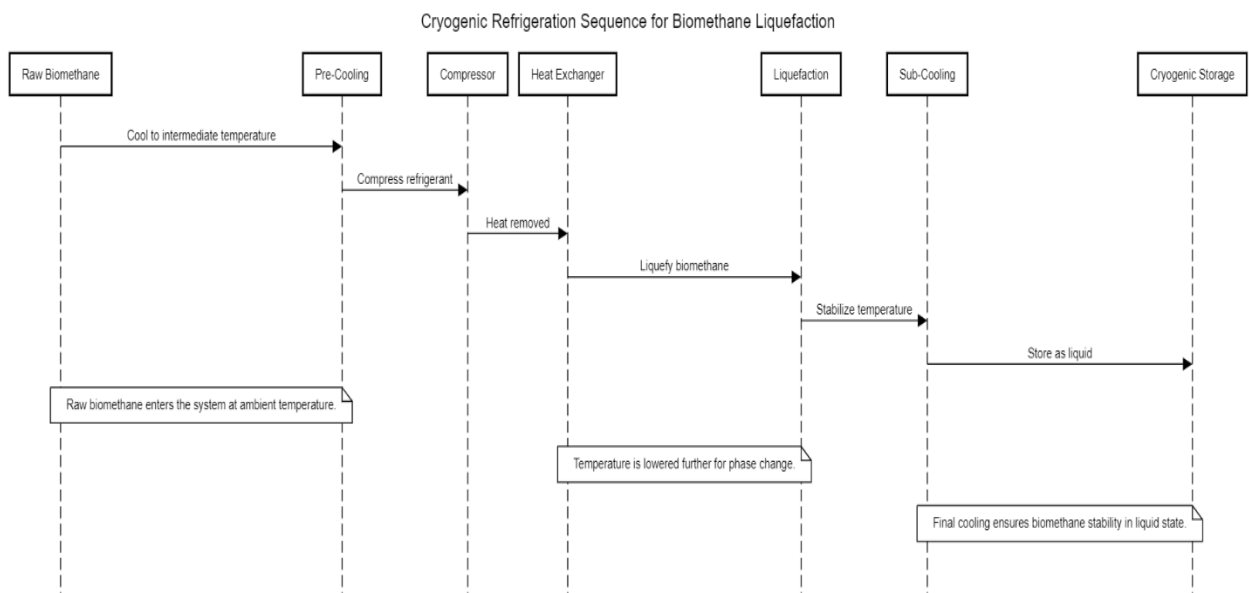 Cryogenic Refrigeration Sequence for Biomethane Liquefaction
Raw Biomethane
Pre-Cooling
Compressor
Heat Exchanger
Liquefaction
Sub-Cooling
Cryogenic Storage
Cool to intermediate temperature
Compress refrigerant
Heat removed
Liquefy biomethane
Stabilize temperature
Store as liquid
Raw biomethane enters the system at ambient temperature.
Temperature is lowered further for phase change.
Final cooling ensures biomethane stability in liquid state.